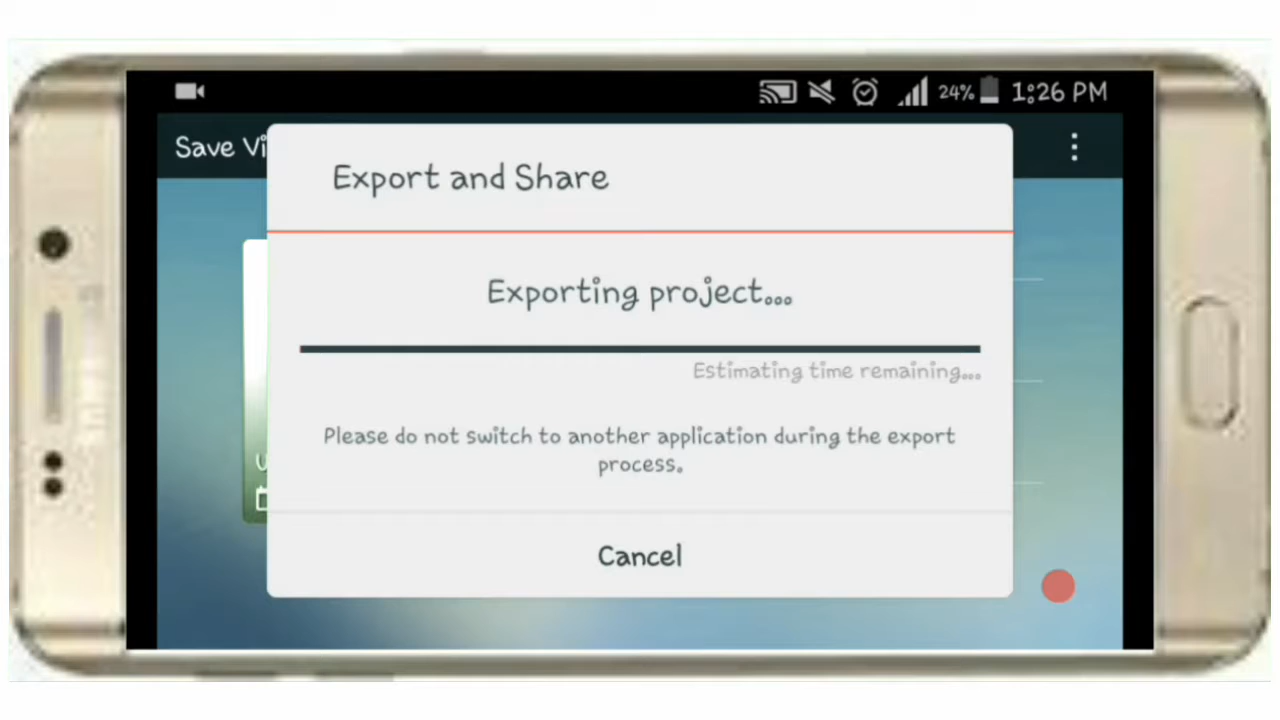 24% 1:26 PM
Save Vi
Export and Share
Exporting project...
Estimating time remaining...
Please do not switch to another application during the export
process.
Cancel